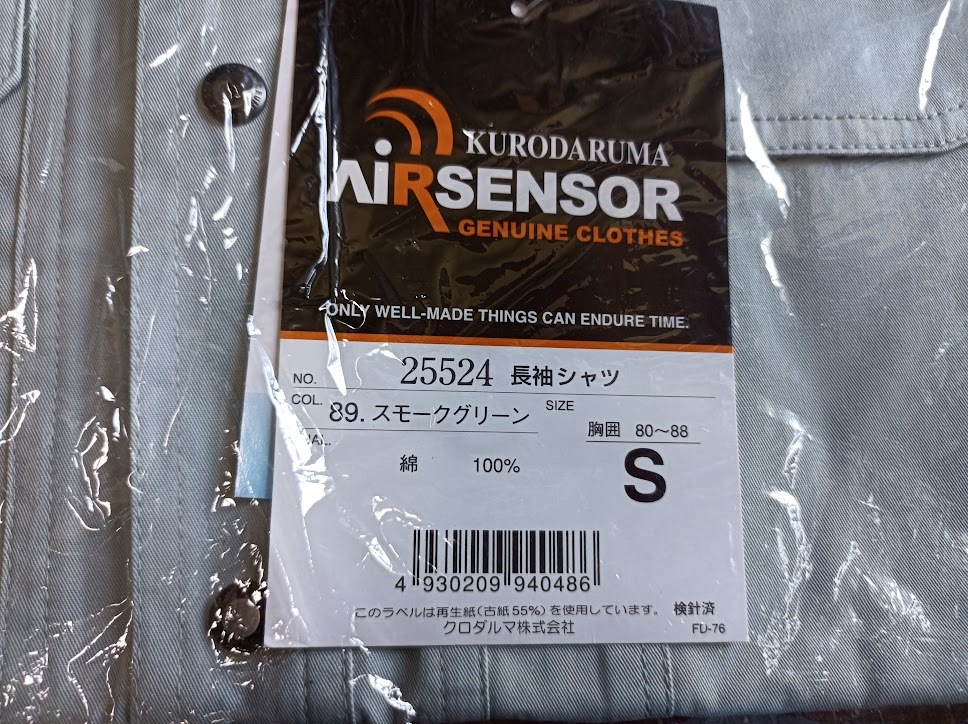 KURODARUMA
AiRSENSOR
GENUINE CLOTHES
ONLY WELL-MADE THINGS CAN ENDURE TIME.
NO. 25524 長袖シャツ
COL. 89.スモークグリーン SIZE
胸囲 80～88
綿 100% S
4 930209 940486
このラベルは再生紙(古紙55%)を使用しています。 検針済
クロダルマ株式会社 FD-76